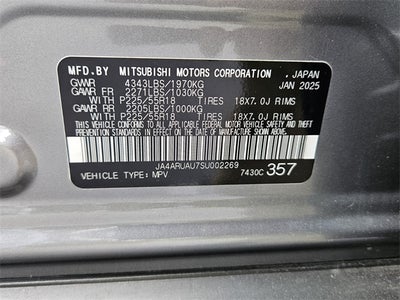 MFD.BY MITSUBISHI MOTORS CORPORATION , JAPAN
GVWR 4343LBS/1970KG JAN 2025
GAWR FR 2271LBS/1030KG
WITH P225/55R18 TIRES 18X7.0J RIMS
GAWR RR 2205LBS/1000KG
WITH P225/55R18 TIRES 18X7.0J RIMS
THIS VEHICLE CONFORMS TO ALL APPLICABLE FEDERAL MOTOR VEHICLE SAFETY, BUMPER, AND THEFT
PREVENTION STANDARDS IN EFFECT ON THE DATE OF MANUFACTURE SHOWN ABOVE.
JA4ARUAU7SU002269
VEHICLE TYPE: MPV 7430C 357